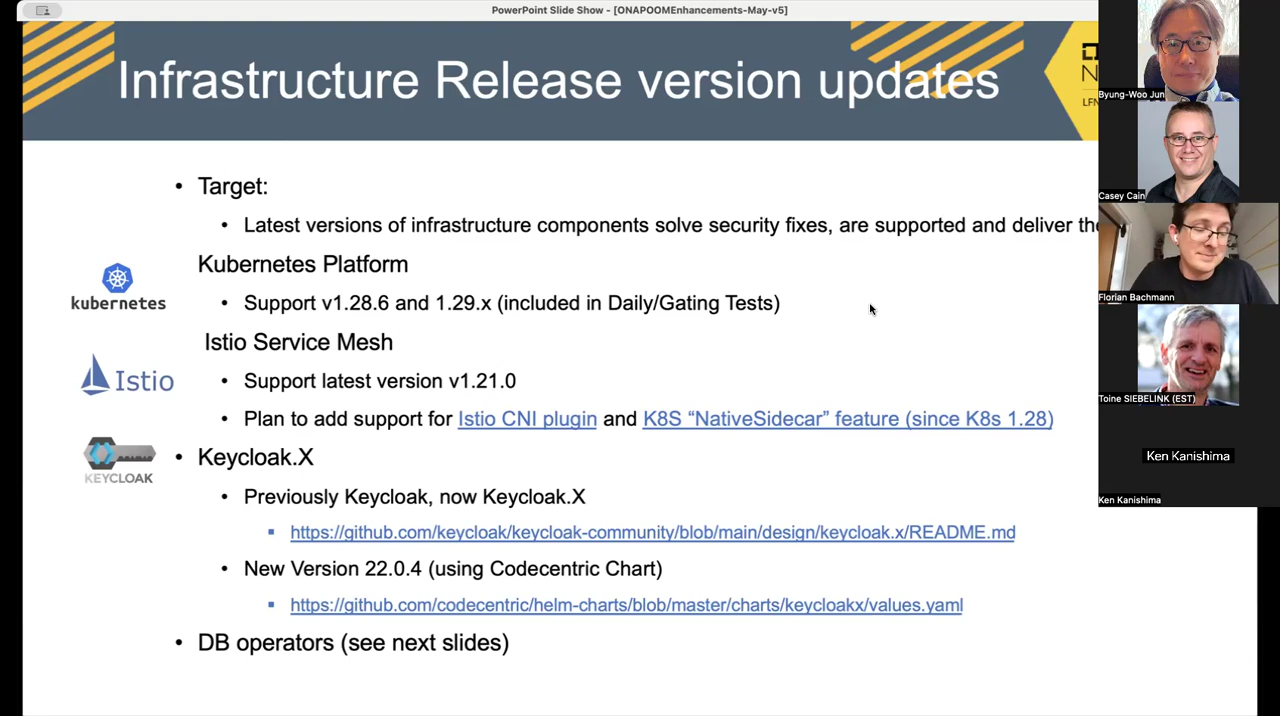 PowerPoint Slide Show - [ONAPOOMEnhancements-May-v5]
Infrastructure Release version updates
LFN
• Target:
• Latest versions of infrastructure components solve security fixes, are supported and deliver the
kubernetes
Kubernetes Platform
• Support v1.28.6 and 1.29.x (included in Daily/Gating Tests)
Istio
Istio Service Mesh
• Support latest version v1.21.0
• Plan to add support for Istio CNI plugin and K8S “NativeSidecar” feature (since K8s 1.28)
KEYCLOAK
• Keycloak.X
• Previously Keycloak, now Keycloak.X
▪ https://github.com/keycloak/keycloak-community/blob/main/design/keycloak.x/README.md
• New Version 22.0.4 (using Codecentric Chart)
▪ https://github.com/codecentric/helm-charts/blob/master/charts/keycloakx/values.yaml
• DB operators (see next slides)
Byung-Woo Jun
Casey Cain
Florian Bachmann
Toine SIEBELINK (EST)
Ken Kanishima
Ken Kanishima